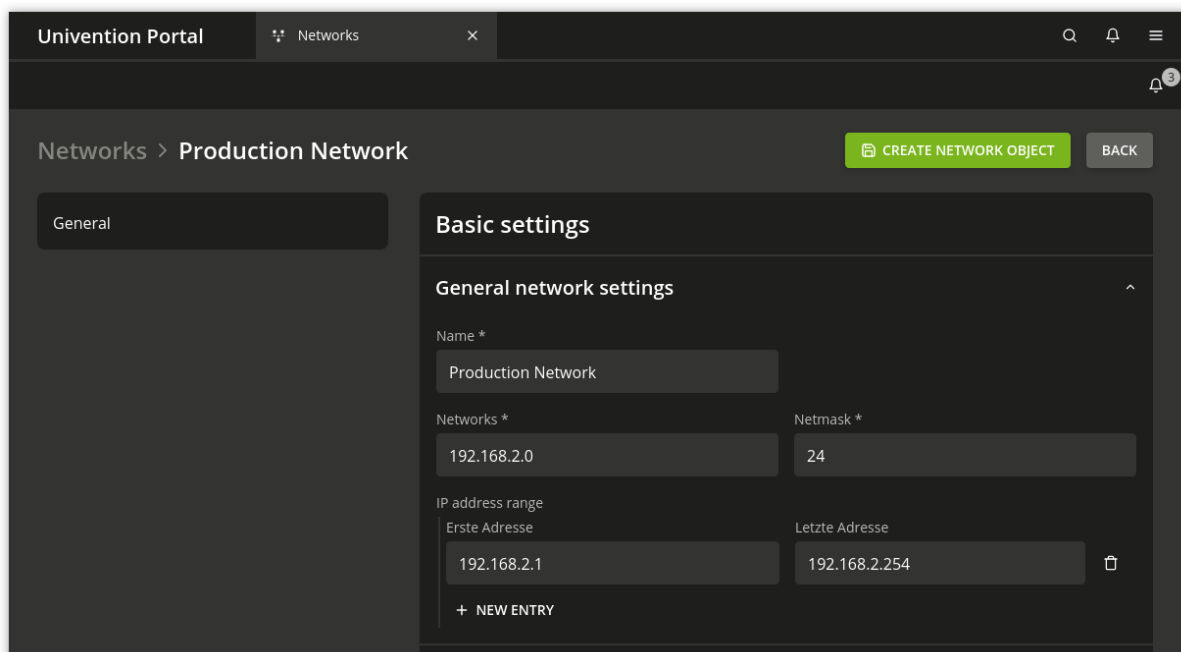 Univention Portal
Networks
3
Networks > Production Network
CREATE NETWORK OBJECT
BACK
General
Basic settings
General network settings
Name *
Production Network
Networks *
Netmask *
192.168.2.0
24
IP address range
Erste Adresse
Letzte Adresse
192.168.2.1
192.168.2.254
+ NEW ENTRY